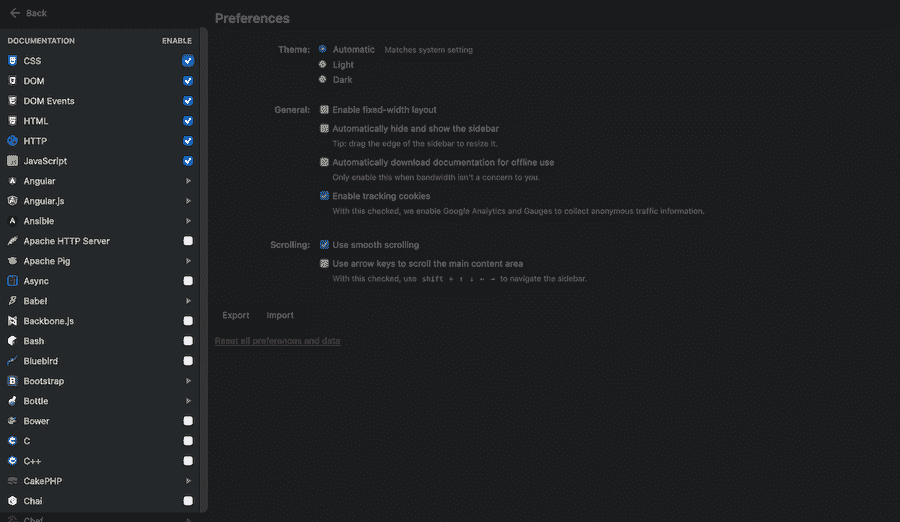 Back
DOCUMENTATION ENABLE
CSS
DOM
DOM Events
HTML
HTTP
JavaScript
Angular
Angular.js
Ansible
Apache HTTP Server
Apache Pig
Async
Babel
Backbone.js
Bash
Bluebird
Bootstrap
Bottle
Bower
C
C++
CakePHP
Chai
Chef
Preferences
Theme: Automatic Matches system setting
Light
Dark
General: Enable fixed-width layout
Automatically hide and show the sidebar
Tip: drag the edge of the sidebar to resize it.
Automatically download documentation for offline use
Only enable this when bandwidth isn't a concern to you.
Enable tracking cookies
With this checked, we enable Google Analytics and Gauges to collect anonymous traffic information.
Scrolling: Use smooth scrolling
Use arrow keys to scroll the main content area
With this checked, use shift + ↑ ↓ ← → to navigate the sidebar.
Export Import
Reset all preferences and data